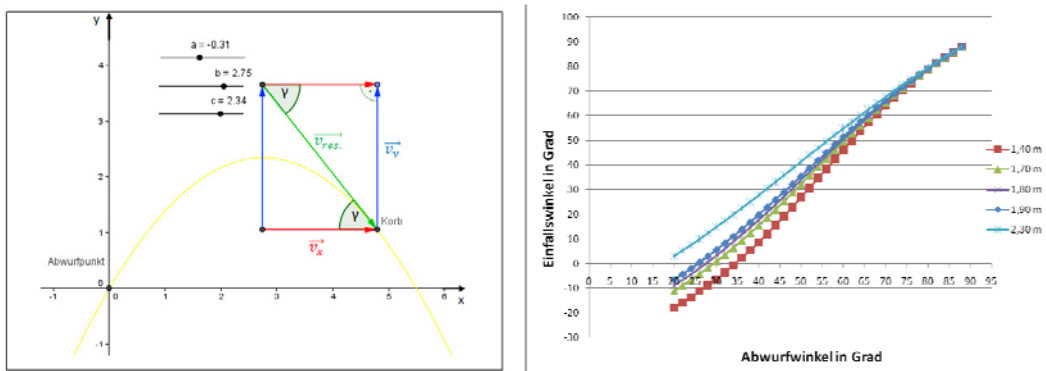 y
a = -0.31
b = 2.75
c = 2.34
4
3
2
1
0
-1
-1
0
1
2
3
4
5
6
x
γ
γ
v_res.
v_y
v_x
Korb
Abwurfpunkt
100
90
80
70
60
50
40
30
20
10
0
-10
-20
-30
0 5 10 15 20 25 30 35 40 45 50 55 60 65 70 75 80 85 90 95
Einfallswinkel in Grad
Abwurfwinkel in Grad
1,40 m
1,70 m
1,80 m
1,90 m
2,30 m